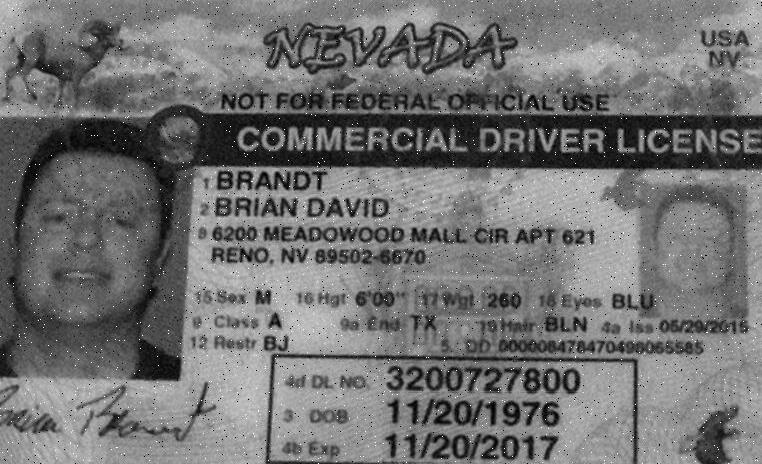 NEVADA
USA
NV
NOT FOR FEDERAL OFFICIAL USE
COMMERCIAL DRIVER LICENSE
1 BRANDT
2 BRIAN DAVID
8 6200 MEADOWOOD MALL CIR APT 621
RENO, NV 89502-6670
15 Sex M 16 Hgt 6'00" 17 Wgt 260 18 Eyes BLU
9 Class A 9a End TX 19 Hair BLN 4a Iss 05/29/2015
12 Restr BJ 5. DD
4d DL NO. 3200727800
3 DOB 11/20/1976
4b Exp 11/20/2017
Brian Brandt